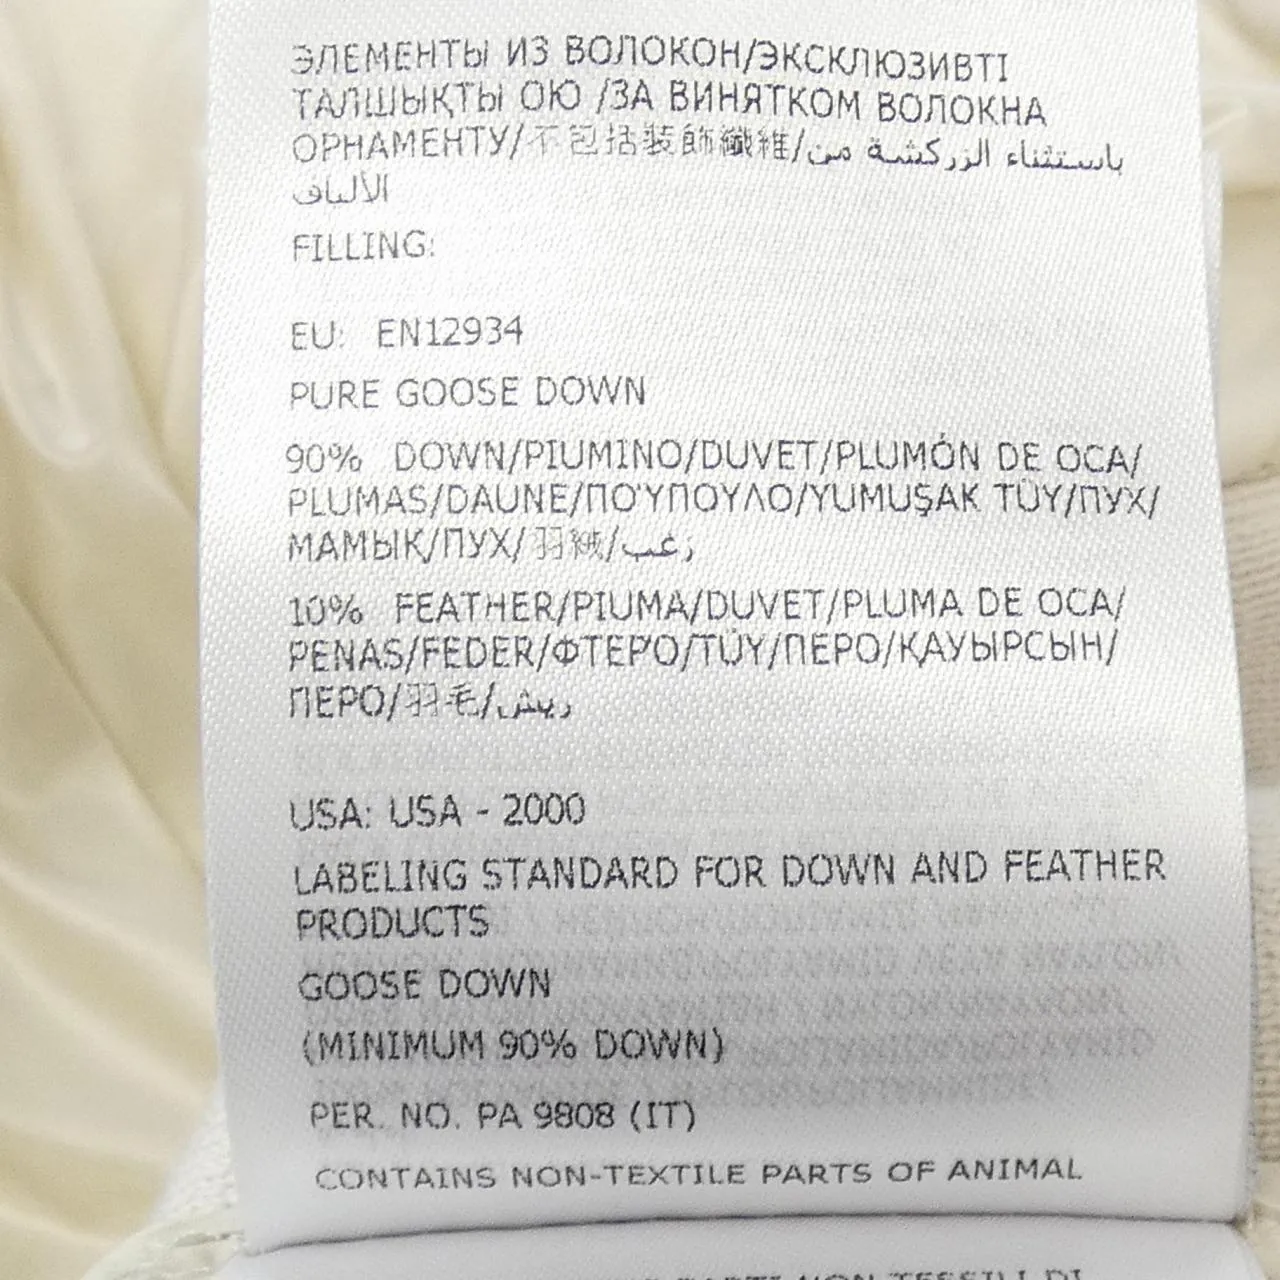 ЭЛЕМЕНТЫ ИЗ ВОЛОКОН/ЭКСКЛЮЗИВТІ
ТАЛШЫҚТЫ ОЮ /ЗА ВИНЯТКОМ ВОЛОКНА
ОРНАМЕНТУ/不包括裝飾纖維/باستثناء الزركشة من
الألياف
FILLING:
EU: EN12934
PURE GOOSE DOWN
90% DOWN/PIUMINO/DUVET/PLUMÓN DE OCA/
PLUMAS/DAUNE/ΠΟΎΠΟΥΛΟ/YUMUŞAK TÜY/ПУХ/
МАМЫҚ/ПУХ/羽絨/زغب
10% FEATHER/PIUMA/DUVET/PLUMA DE OCA/
PENAS/FEDER/ΦΤΕΡΌ/TÜY/ПЕРО/ҚАУЫРСЫН/
ПЕРО/羽毛/ريش
USA: USA - 2000
LABELING STANDARD FOR DOWN AND FEATHER
PRODUCTS
GOOSE DOWN
(MINIMUM 90% DOWN)
PER. NO. PA 9808 (IT)
CONTAINS NON-TEXTILE PARTS OF ANIMAL